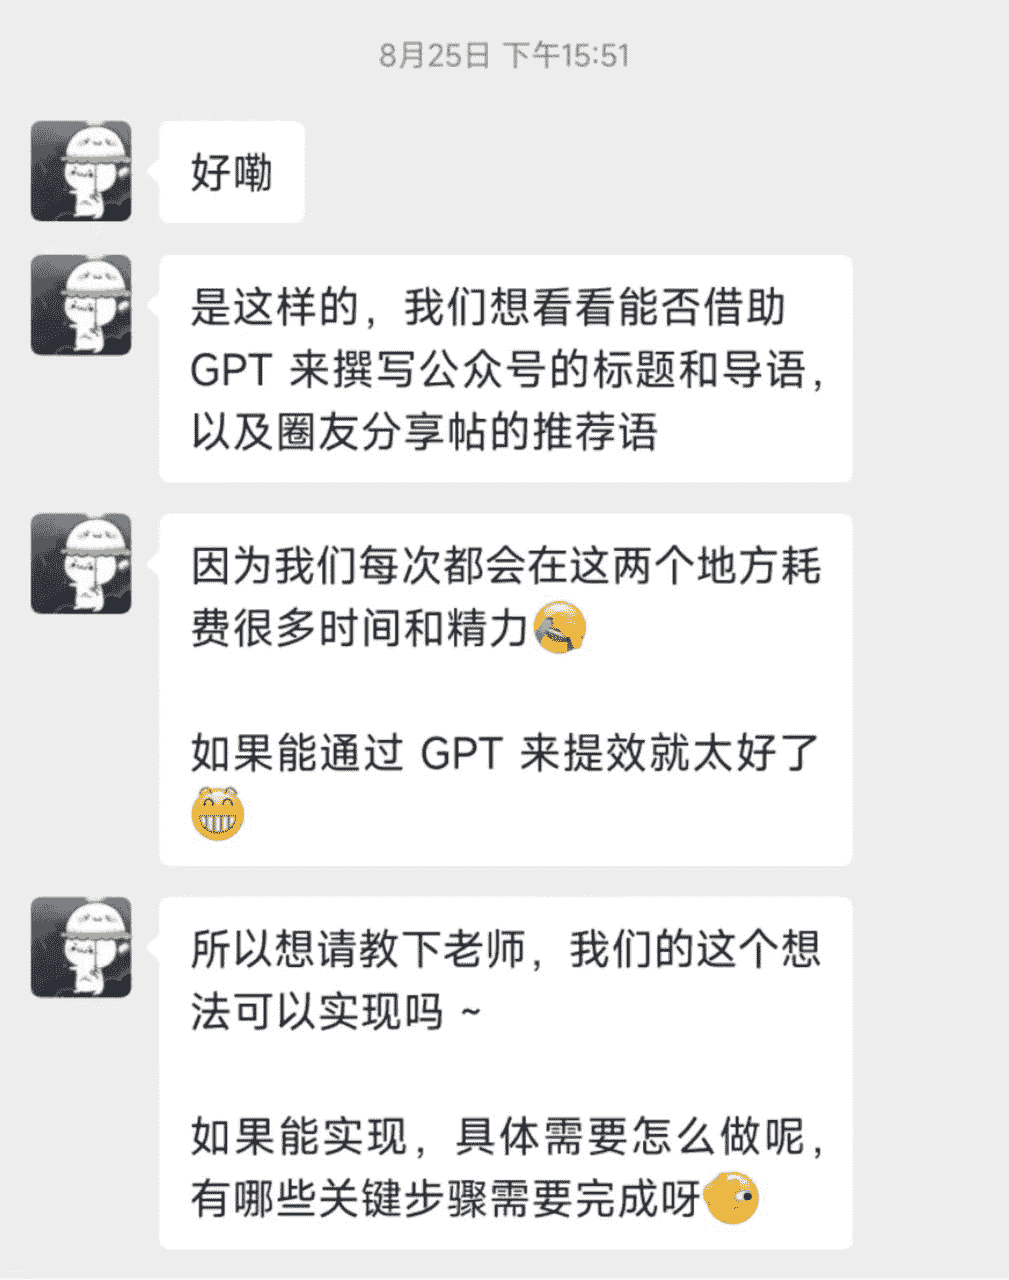 8月25日 下午15:51
好嘞
是这样的，我们想看看能否借助
GPT 来撰写公众号的标题和导语，
以及圈友分享帖的推荐语
因为我们每次都会在这两个地方耗
费很多时间和精力
如果能通过 GPT 来提效就太好了
所以想请教下老师，我们的这个想
法可以实现吗 ~
如果能实现，具体需要怎么做呢，
有哪些关键步骤需要完成呀